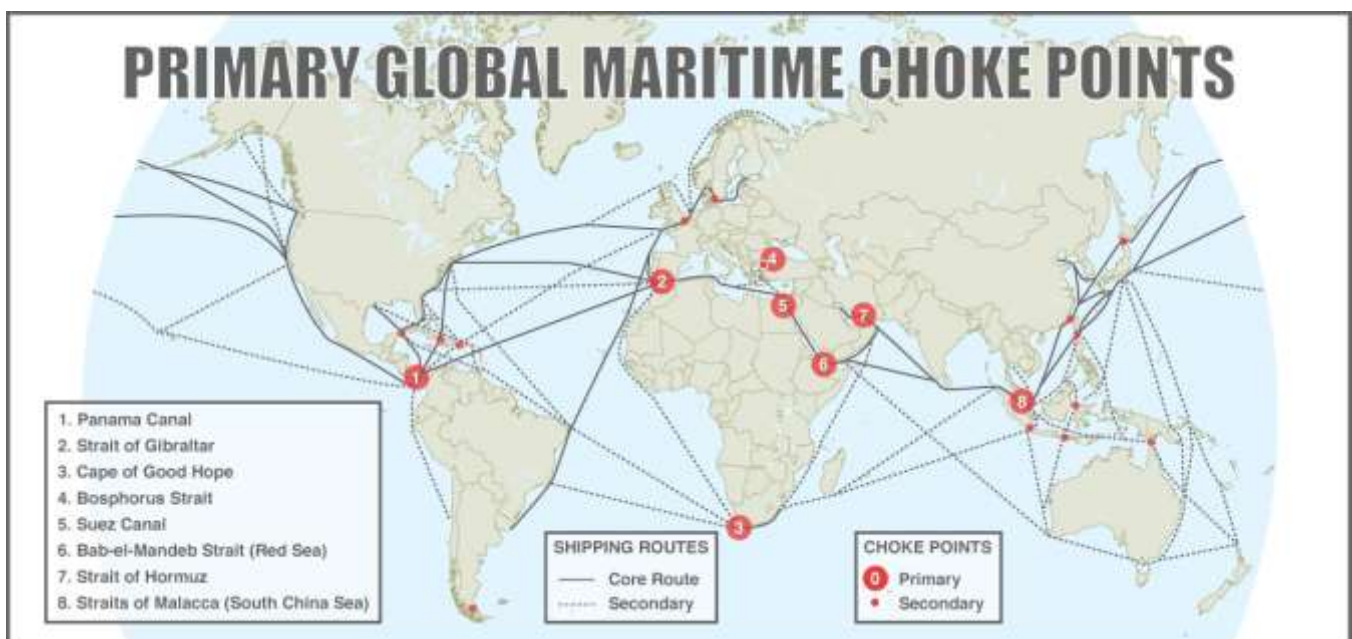 PRIMARY GLOBAL MARITIME CHOKE POINTS
4
2
5
7
6
1
8
3
1. Panama Canal
2. Strait of Gibraltar
3. Cape of Good Hope
4. Bosphorus Strait
5. Suez Canal
6. Bab-el-Mandeb Strait (Red Sea)
7. Strait of Hormuz
8. Straits of Malacca (South China Sea)
SHIPPING ROUTES
Core Route
Secondary
CHOKE POINTS
0 Primary
Secondary